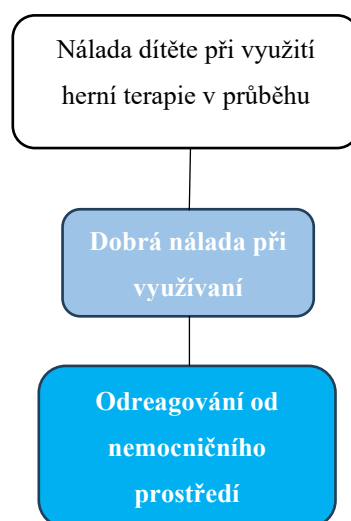 Nálada dítěte při využití
herní terapie v průběhu
Dobrá nálada při
využívaní
Odreagování od
nemocničního
prostředí